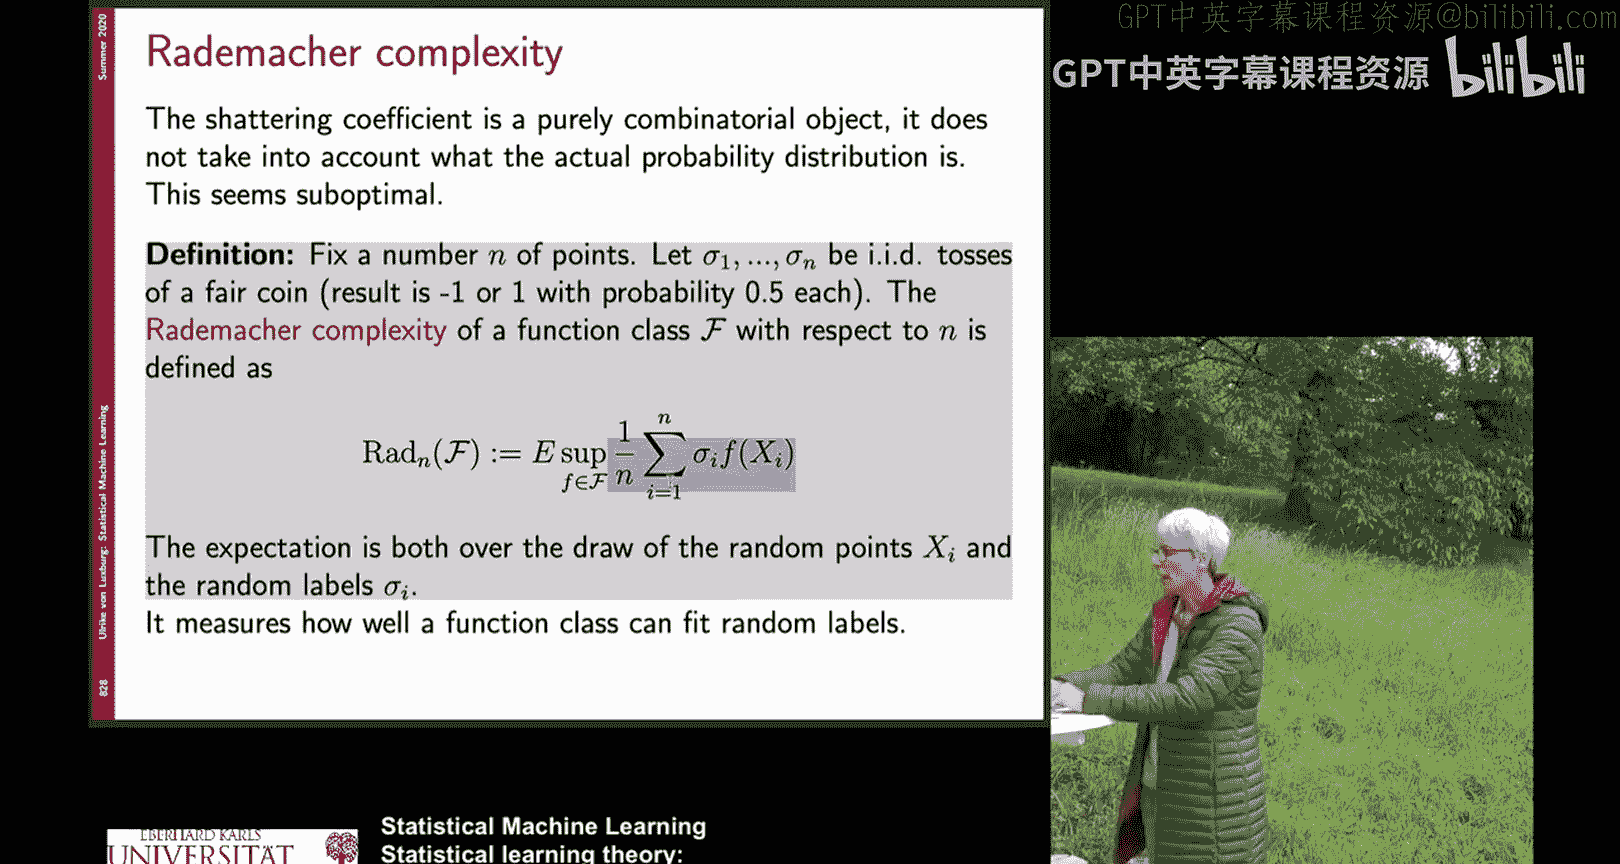 GPT中英字幕课程资源@bilibili.com
GPT中英字幕课程资源 bilibili
Summer 2020
Rademacher complexity
The shattering coefficient is a purely combinatorial object, it does
not take into account what the actual probability distribution is.
This seems suboptimal.
Definition: Fix a number n of points. Let σ₁, ..., σₙ be i.i.d. tosses
of a fair coin (result is -1 or 1 with probability 0.5 each). The
Rademacher complexity of a function class 𝓕 with respect to n is
defined as
Radₙ(𝓕) := E sup_{f∈𝓕} 1/n ∑_{i=1}^{n} σᵢf(Xᵢ)
The expectation is both over the draw of the random points Xᵢ and
the random labels σᵢ.
It measures how well a function class can fit random labels.
Ulrike von Luxburg: Statistical Machine Learning
828
EBERHARD KARLS
UNIVERSITÄT
Statistical Machine Learning
Statistical learning theory: